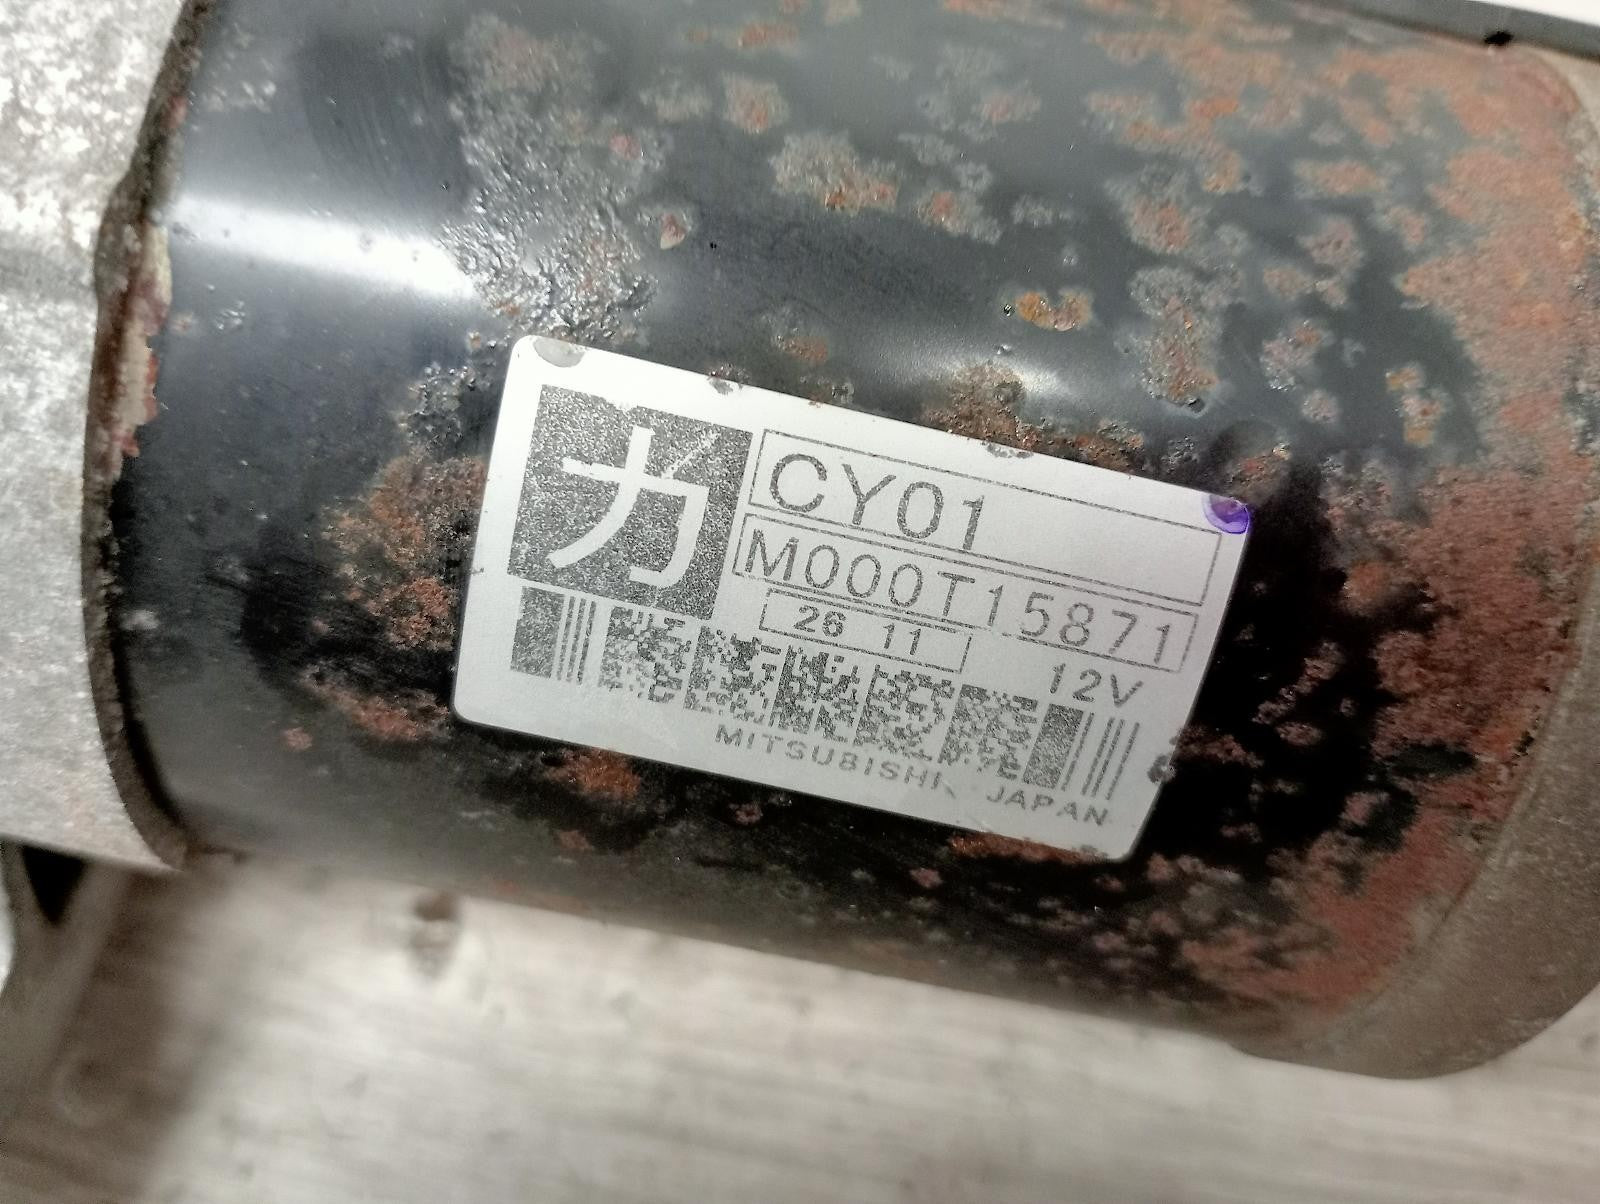 カ
CY01
M000T15871
26 11
12V
MITSUBISHI JAPAN